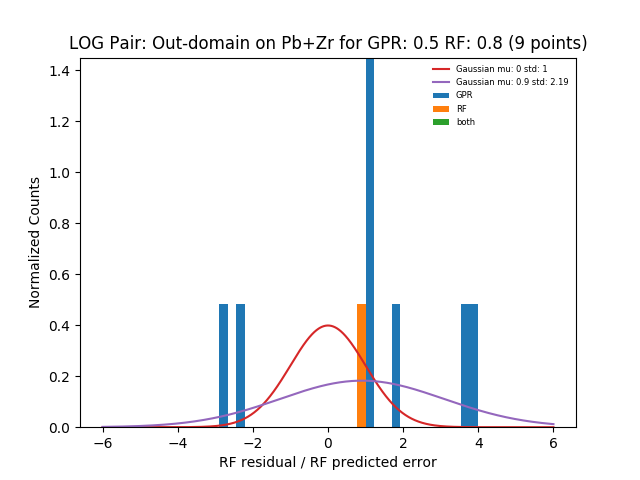 LOG Pair: Out-domain on Pb+Zr for GPR: 0.5 RF: 0.8 (9 points)
Gaussian mu: 0 std: 1
Gaussian mu: 0.9 std: 2.19
GPR
RF
both
Normalized Counts
1.4
1.2
1.0
0.8
0.6
0.4
0.2
0.0
−6 −4 −2 0 2 4 6
RF residual / RF predicted error